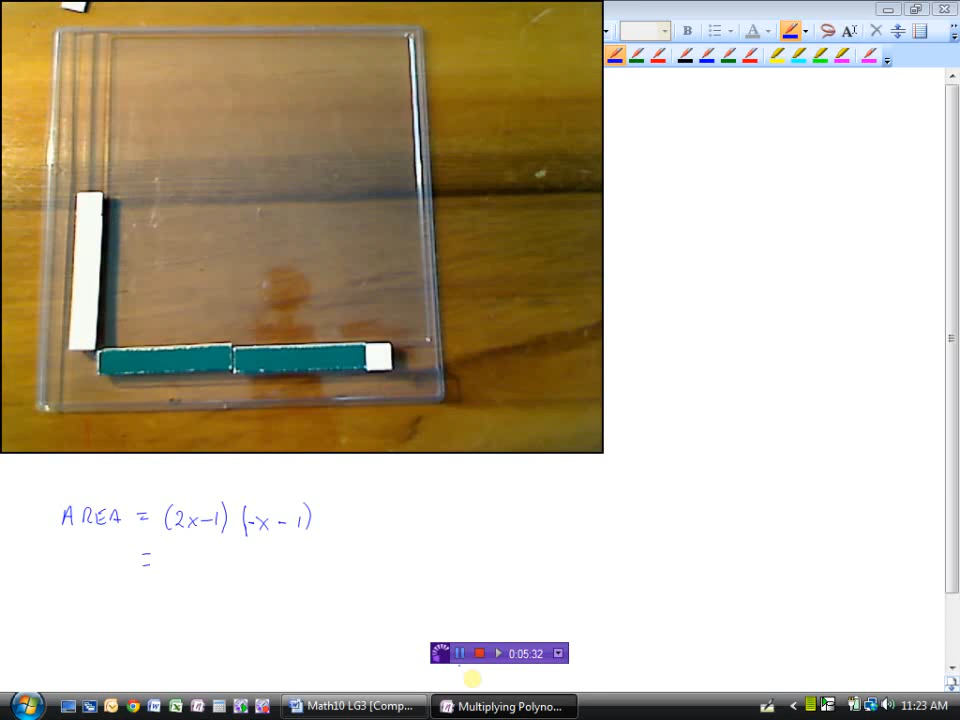 B
A
AREA = (2x-1) (-x - 1)
=
0:05:32
Math10 LG3 [Comp...
Multiplying Polyno...
11:23 AM